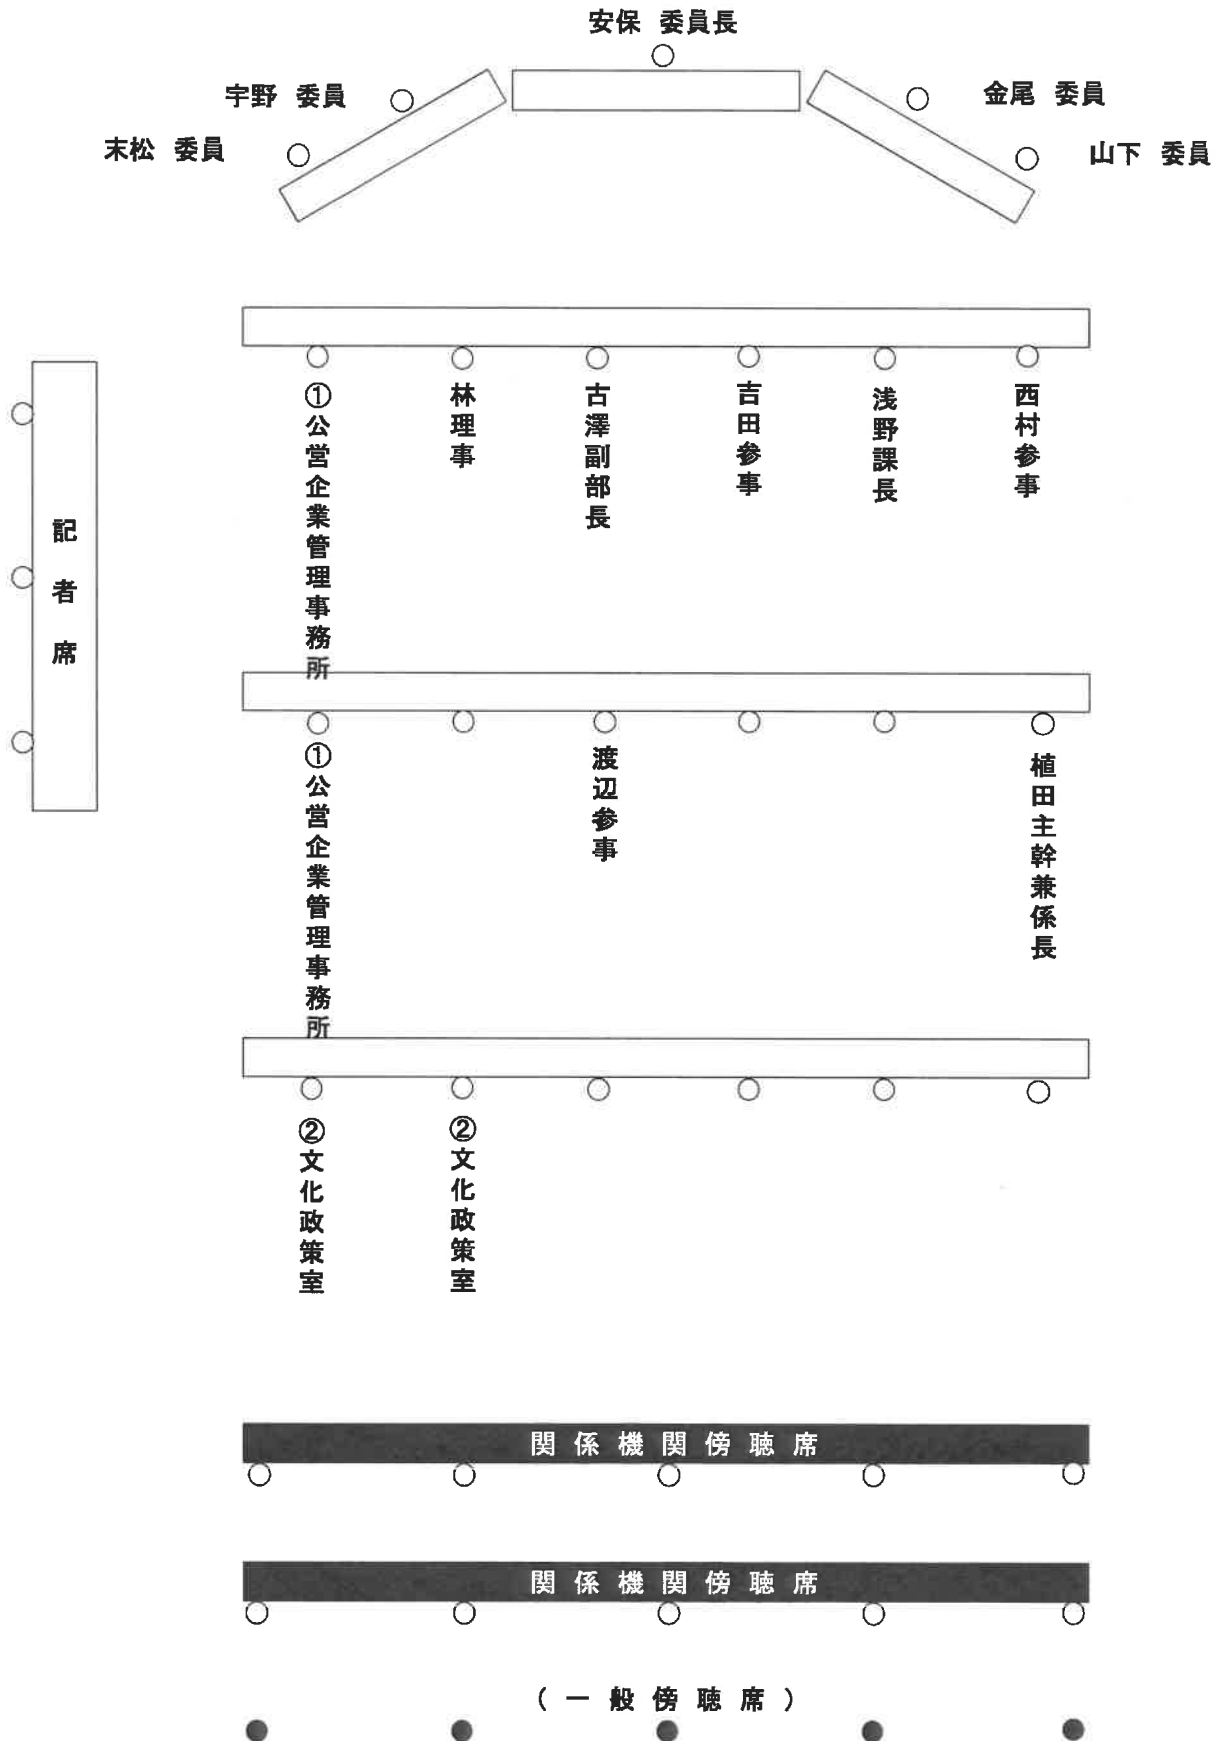 安保 委員長
宇野 委員
金尾 委員
末松 委員
山下 委員
記者席
①公営企業管理事務所
林理事
古澤副部長
吉田参事
浅野課長
西村参事
①公営企業管理事務所
渡辺参事
植田主幹兼係長
②文化政策室
②文化政策室
関係機関傍聴席
関係機関傍聴席
(一般傍聴席)